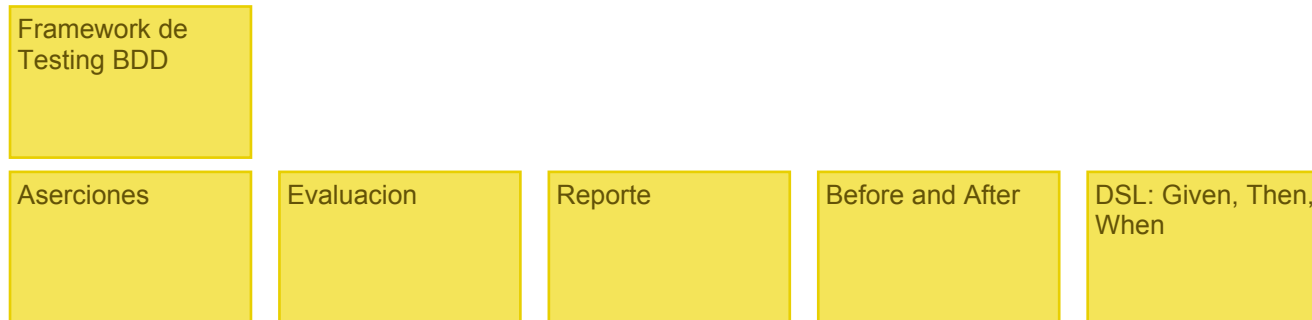 Framework de
Testing BDD
Aserciones
Evaluacion
Reporte
Before and After
DSL: Given, Then,
When